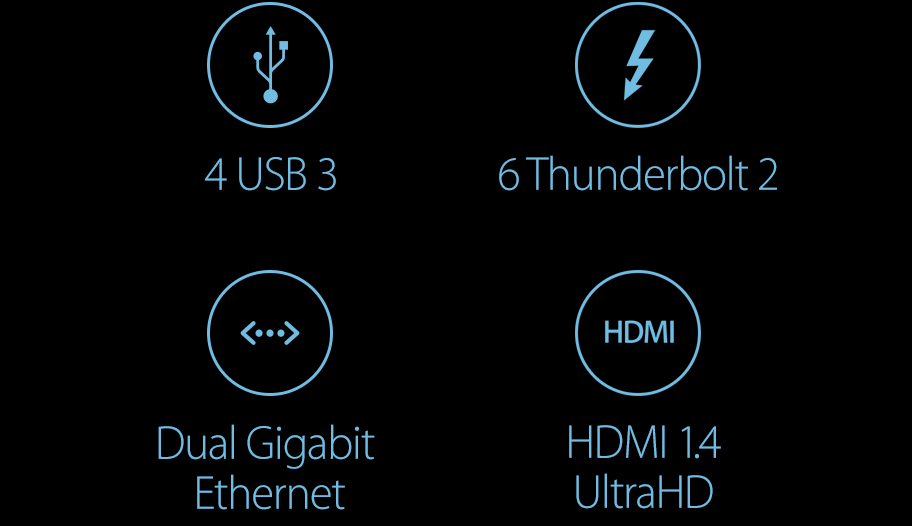 4 USB 3
6 Thunderbolt 2
HDMI
Dual Gigabit
Ethernet
HDMI 1.4
UltraHD